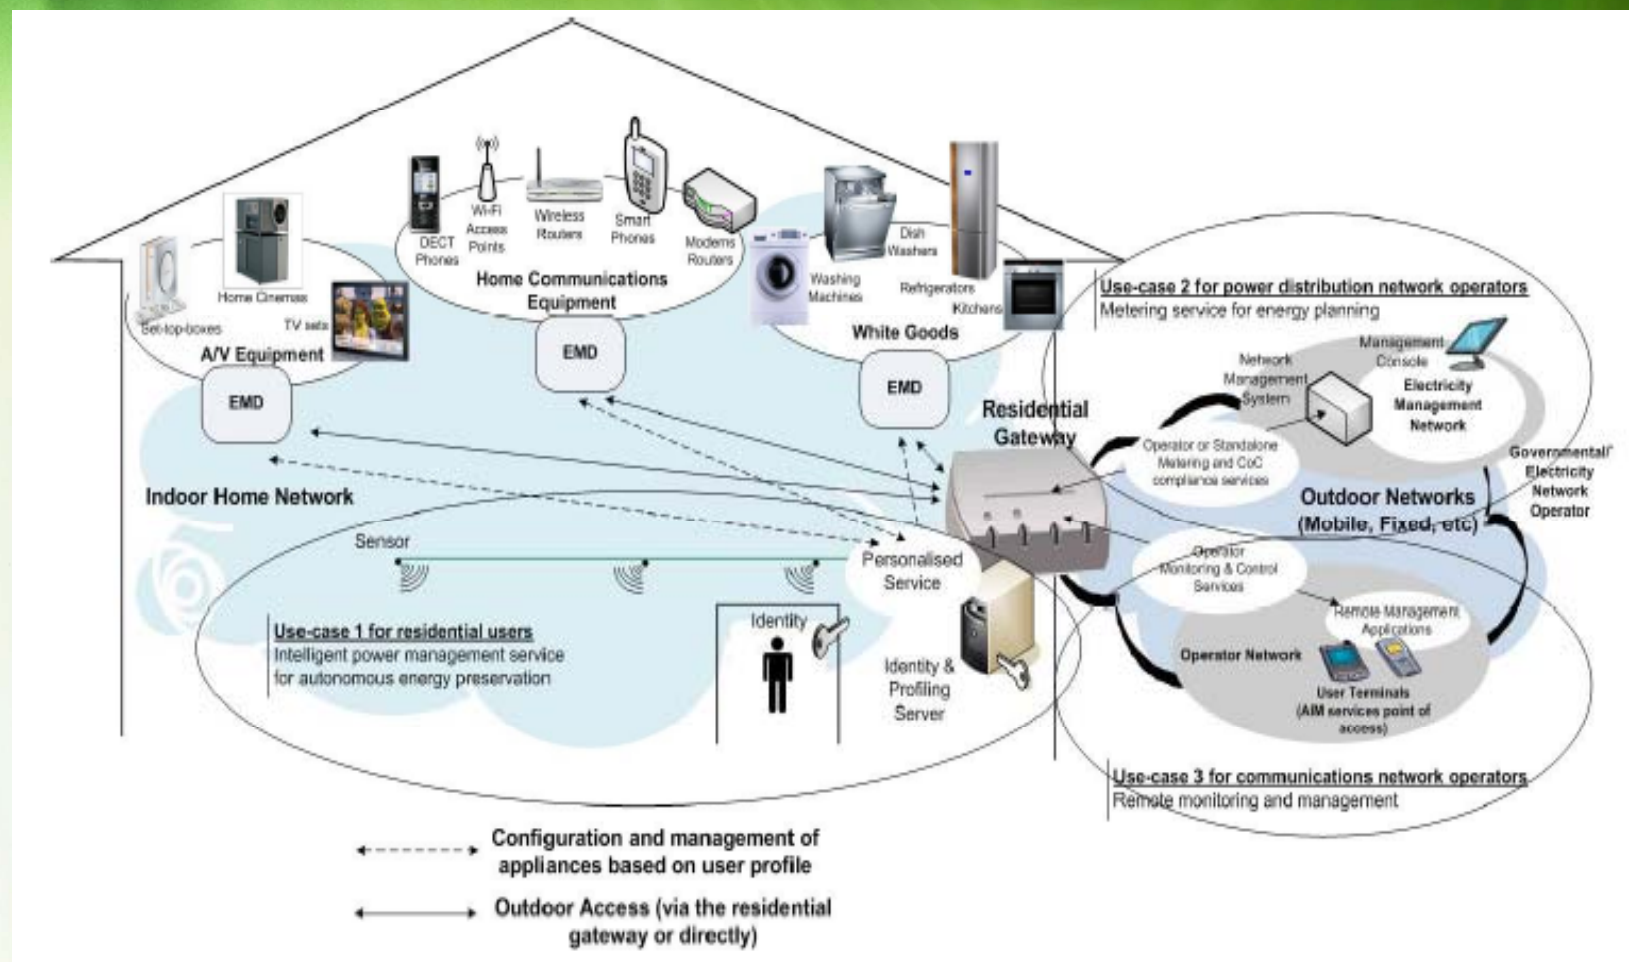 DECT
Phones
Wi-Fi
Access
Points
Wireless
Routers
Smart
Phones
Modems
Routers
Home Communications
Equipment
EMD
Set-top-boxes
Home Cinemas
TV sets
A/V Equipment
EMD
Washing
Machines
Dish
Washers
Refrigerators
Kitchens
White Goods
EMD
Residential
Gateway
Indoor Home Network
Sensor
Personalised
Service
Use-case 1 for residential users
Intelligent power management service
for autonomous energy preservation
Identity
Identity &
Profiling
Server
Use-case 2 for power distribution network operators
Metering service for energy planning
Network
Management
System
Management
Console
Electricity
Management
Network
Operator or Standalone
Metering and CoC
compliance services
Governmental/
Electricity
Network
Operator
Outdoor Networks
(Mobile, Fixed, etc)
Operator
Monitoring & Control
Services
Remote Management
Applications
Operator Network
User Terminals
(AIM services point of
access)
Use-case 3 for communications network operators
Remote monitoring and management
Configuration and management of
appliances based on user profile
Outdoor Access (via the residential
gateway or directly)